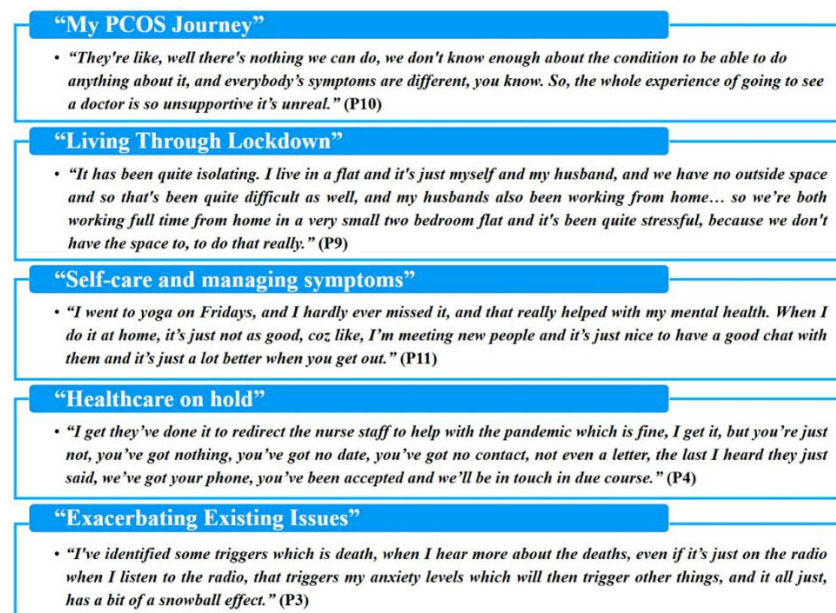 “My PCOS Journey”
• “They're like, well there's nothing we can do, we don't know enough about the condition to be able to do
anything about it, and everybody’s symptoms are different, you know. So, the whole experience of going to see
a doctor is so unsupportive it’s unreal.” (P10)
“Living Through Lockdown”
• “It has been quite isolating. I live in a flat and it's just myself and my husband, and we have no outside space
and so that's been quite difficult as well, and my husbands also been working from home… so we’re both
working full time from home in a very small two bedroom flat and it's been quite stressful, because we don't
have the space to, to do that really.” (P9)
“Self-care and managing symptoms”
• “I went to yoga on Fridays, and I hardly ever missed it, and that really helped with my mental health. When I
do it at home, it’s just not as good, coz like, I’m meeting new people and it’s just nice to have a good chat with
them and it’s just a lot better when you get out.” (P11)
“Healthcare on hold”
• “I get they’ve done it to redirect the nurse staff to help with the pandemic which is fine, I get it, but you’re just
not, you’ve got nothing, you’ve got no date, you’ve got no contact, not even a letter, the last I heard they just
said, we’ve got your phone, you’ve been accepted and we’ll be in touch in due course.” (P4)
“Exacerbating Existing Issues”
• “I've identified some triggers which is death, when I hear more about the deaths, even if it’s just on the radio
when I listen to the radio, that triggers my anxiety levels which will then trigger other things, and it all just,
has a bit of a snowball effect.” (P3)